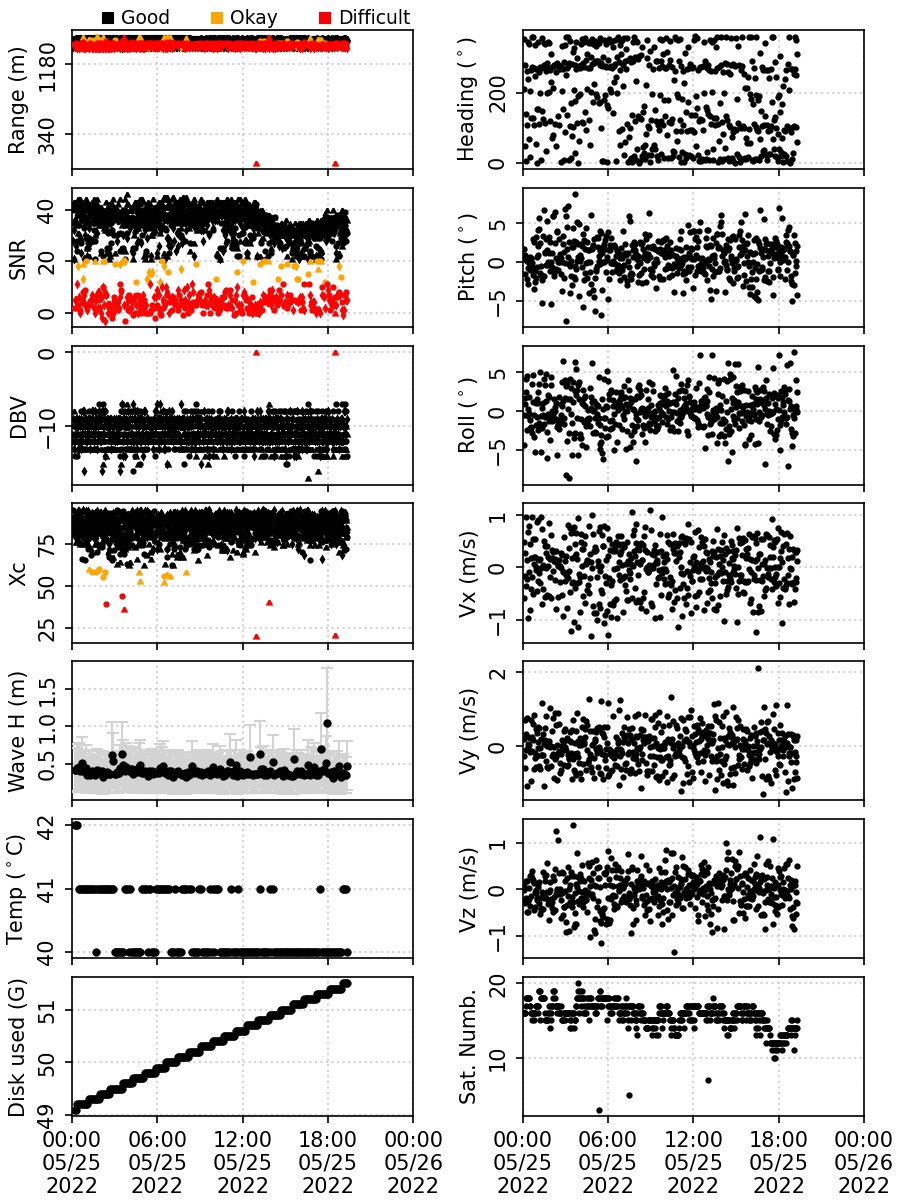 Good Okay Difficult
Range (m)
1180
340
Heading (°)
200
0
SNR
40
20
0
Pitch (°)
5
0
−5
DBV
0
−10
Roll (°)
5
0
−5
Xc
75
50
25
Vx (m/s)
1
0
−1
Wave H (m)
1.5
1.0
0.5
Vy (m/s)
2
0
Temp (°C)
42
41
40
Vz (m/s)
1
0
−1
Disk used (G)
51
50
49
Sat. Numb.
20
10
00:00 06:00 12:00 18:00 00:00
05/25 05/25 05/25 05/25 05/26
2022 2022 2022 2022 2022
00:00 06:00 12:00 18:00 00:00
05/25 05/25 05/25 05/25 05/26
2022 2022 2022 2022 2022